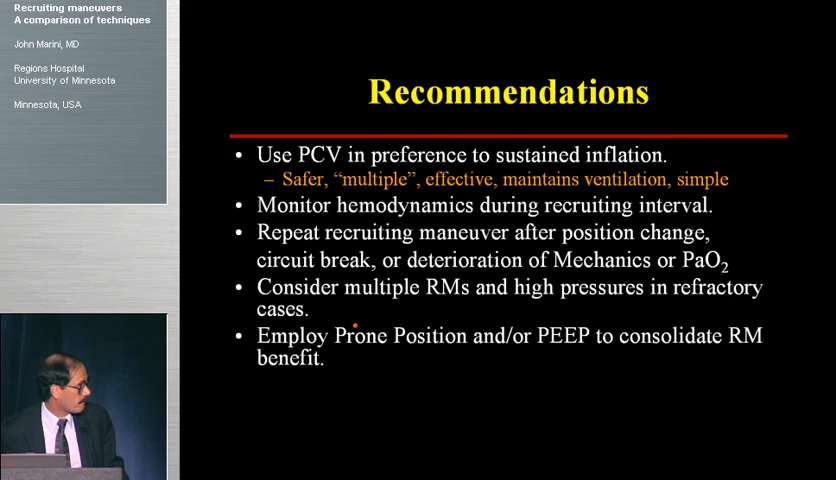 Recruiting maneuvers
A comparison of techniques
John Marini, MD
Regions Hospital
University of Minnesota
Minnesota, USA
Recommendations
• Use PCV in preference to sustained inflation.
– Safer, “multiple”, effective, maintains ventilation, simple
• Monitor hemodynamics during recruiting interval.
• Repeat recruiting maneuver after position change,
circuit break, or deterioration of Mechanics or PaO₂
• Consider multiple RMs and high pressures in refractory
cases.
• Employ Prone Position and/or PEEP to consolidate RM
benefit.